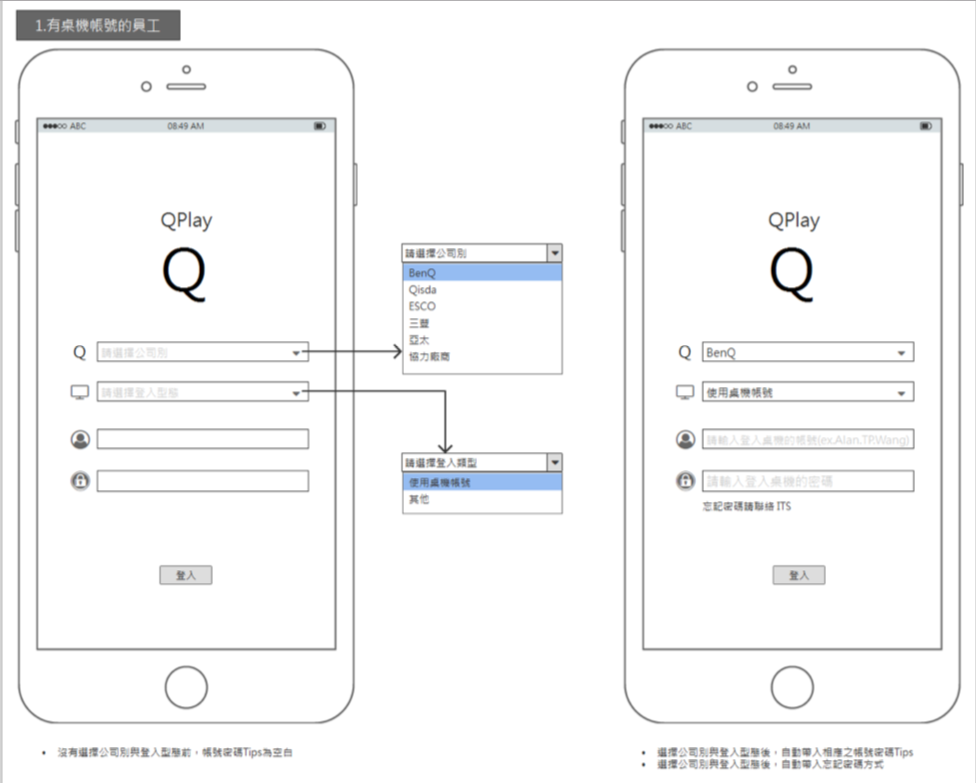 1.有桌機帳號的員工
ABC 08:49 AM
QPlay
Q
Q 請選擇公司別
請選擇登入型態
登入
沒有選擇公司別與登入型態前，帳號密碼Tips為空白
請選擇公司別
BenQ
Qisda
ESCO
三豐
亞太
協力廠商
請選擇登入類型
使用桌機帳號
其他
ABC 08:49 AM
QPlay
Q
Q BenQ
使用桌機帳號
請輸入登入桌機的帳號(ex.Alan.TP.Wang)
請輸入登入桌機的密碼
忘記密碼請聯絡 ITS
登入
選擇公司別與登入型態後，自動帶入相應之帳號密碼Tips
選擇公司別與登入型態後，自動帶入忘記密碼方式